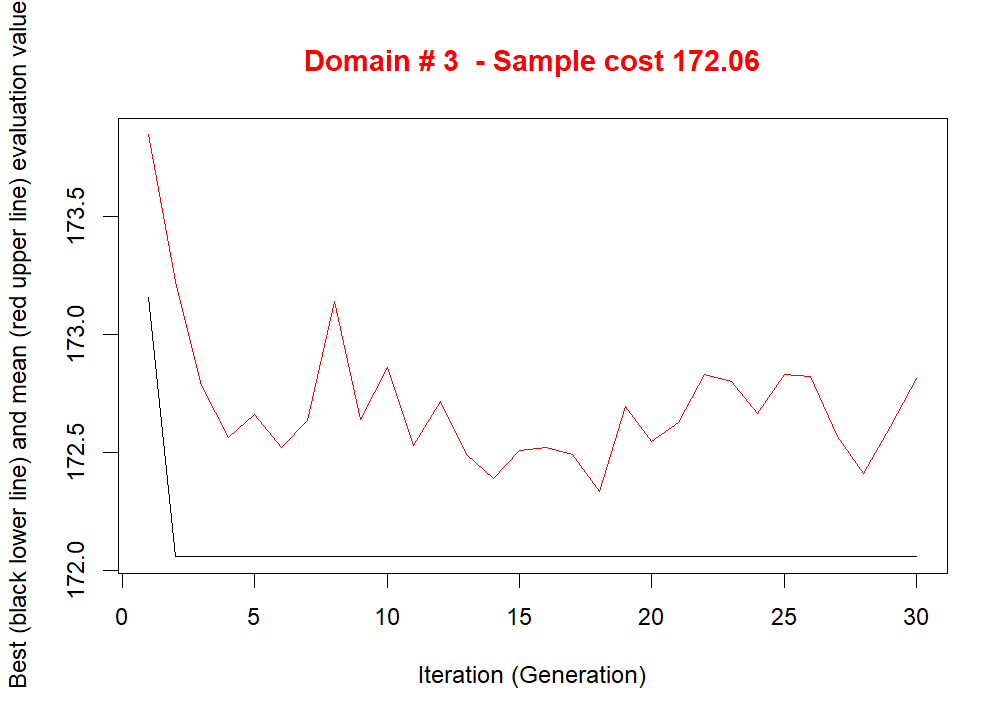 Domain # 3 - Sample cost 172.06
Best (black lower line) and mean (red upper line) evaluation value
173.5
173.0
172.5
172.0
0 5 10 15 20 25 30
Iteration (Generation)